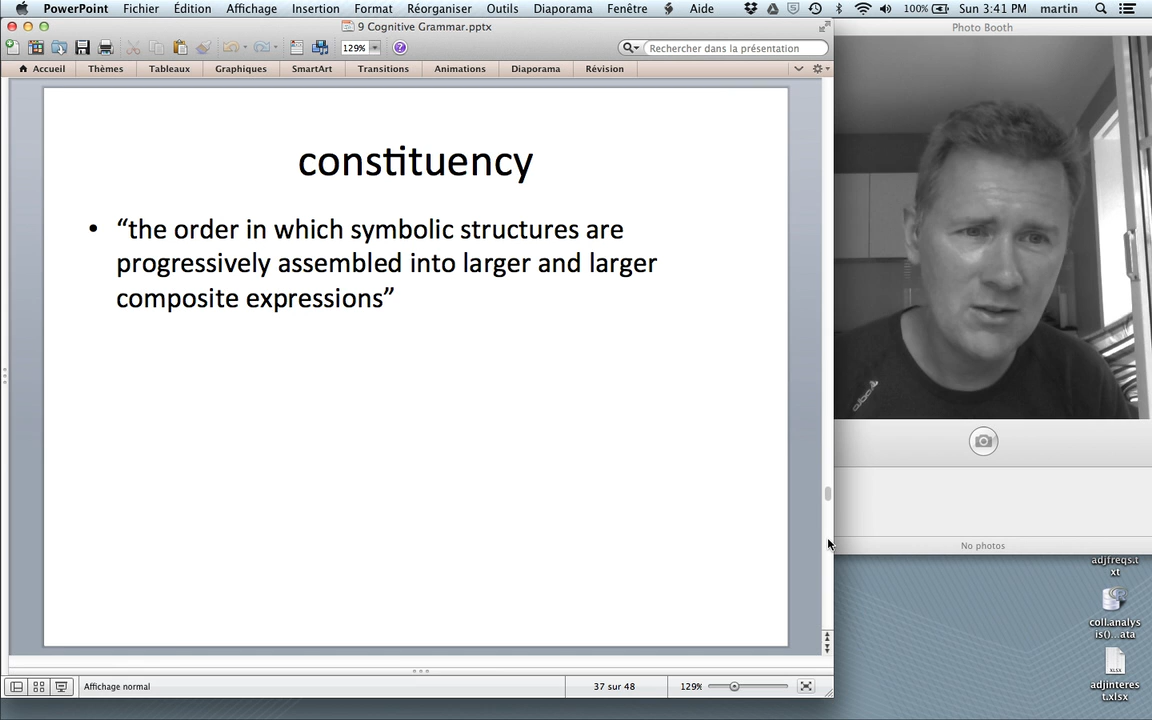 PowerPoint Fichier Édition Affichage Insertion Format Réorganiser Outils Diaporama Fenêtre Aide 100% Sun 3:41 PM martin
9 Cognitive Grammar.pptx
Photo Booth
129% Rechercher dans la présentation
Accueil Thèmes Tableaux Graphiques SmartArt Transitions Animations Diaporama Révision
constituency
• “the order in which symbolic structures are
progressively assembled into larger and larger
composite expressions”
No photos
adjfreqs.t
xt
coll.analy
sis()...ata
adjinteres
t.xlsx
Affichage normal 37 sur 48 129%